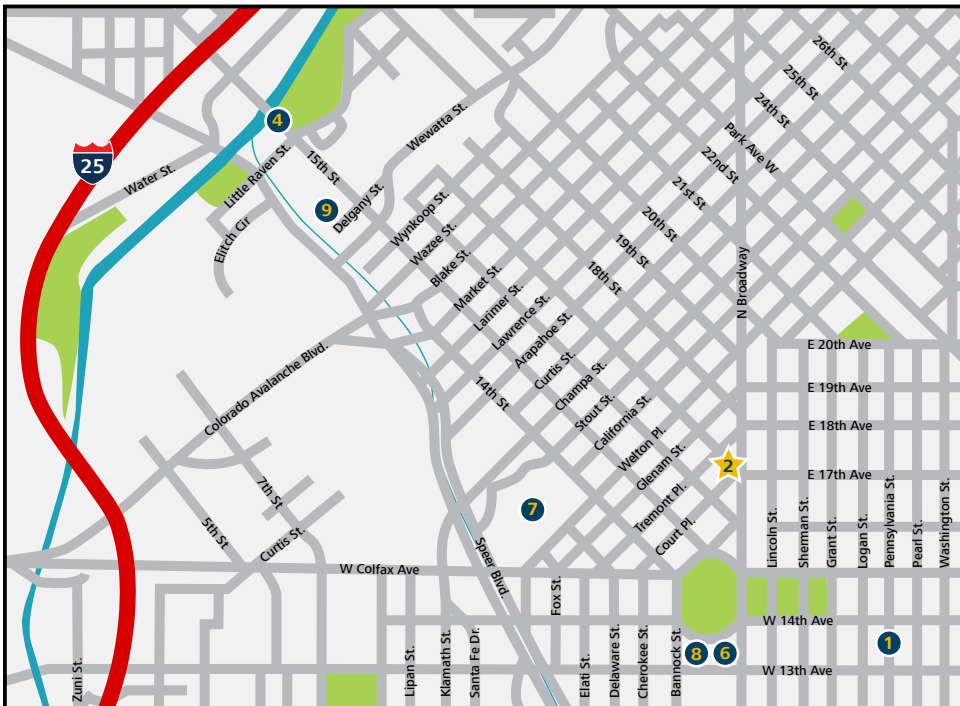 26th St
25th St
24th St
Park Ave W
22nd St
21st St
20th St
19th St
18th St
4
15th St
Wewatta St.
25
Water St.
Little Raven St.
9
Delgany St.
Elitch Cir
Wynkoop St.
Wazee St.
Blake St.
Market St.
Larimer St.
Lawrence St.
Arapahoe St.
Curtis St.
Champa St.
Stout St.
California St.
Welton Pl.
Glenam St.
Tremont Pl.
Court Pl.
N Broadway
E 20th Ave
E 19th Ave
E 18th Ave
E 17th Ave
2
14th St
Colorado Avalanche Blvd.
7th St
5th St
Curtis St.
7
Speer Blvd.
W Colfax Ave
Fox St.
Lincoln St.
Sherman St.
Grant St.
Logan St.
Pennsylvania St.
Pearl St.
Washington St.
W 14th Ave
1
8
6
W 13th Ave
Zuni St.
Lipan St.
Klamath St.
Santa Fe Dr.
Elati St.
Delaware St.
Cherokee St.
Bannock St.